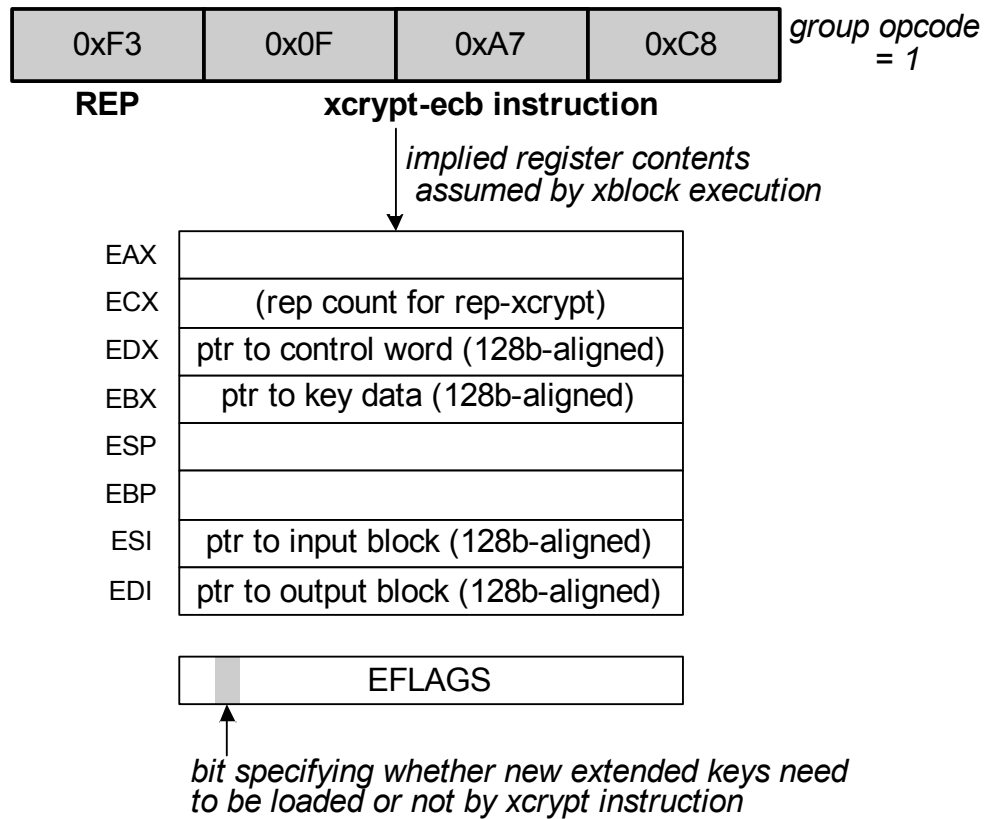 0xF3 0x0F 0xA7 0xC8 group opcode
= 1
REP xcrypt-ecb instruction
implied register contents
assumed by xblock execution
EAX
ECX (rep count for rep-xcrypt)
EDX ptr to control word (128b-aligned)
EBX ptr to key data (128b-aligned)
ESP
EBP
ESI ptr to input block (128b-aligned)
EDI ptr to output block (128b-aligned)
EFLAGS
bit specifying whether new extended keys need
to be loaded or not by xcrypt instruction